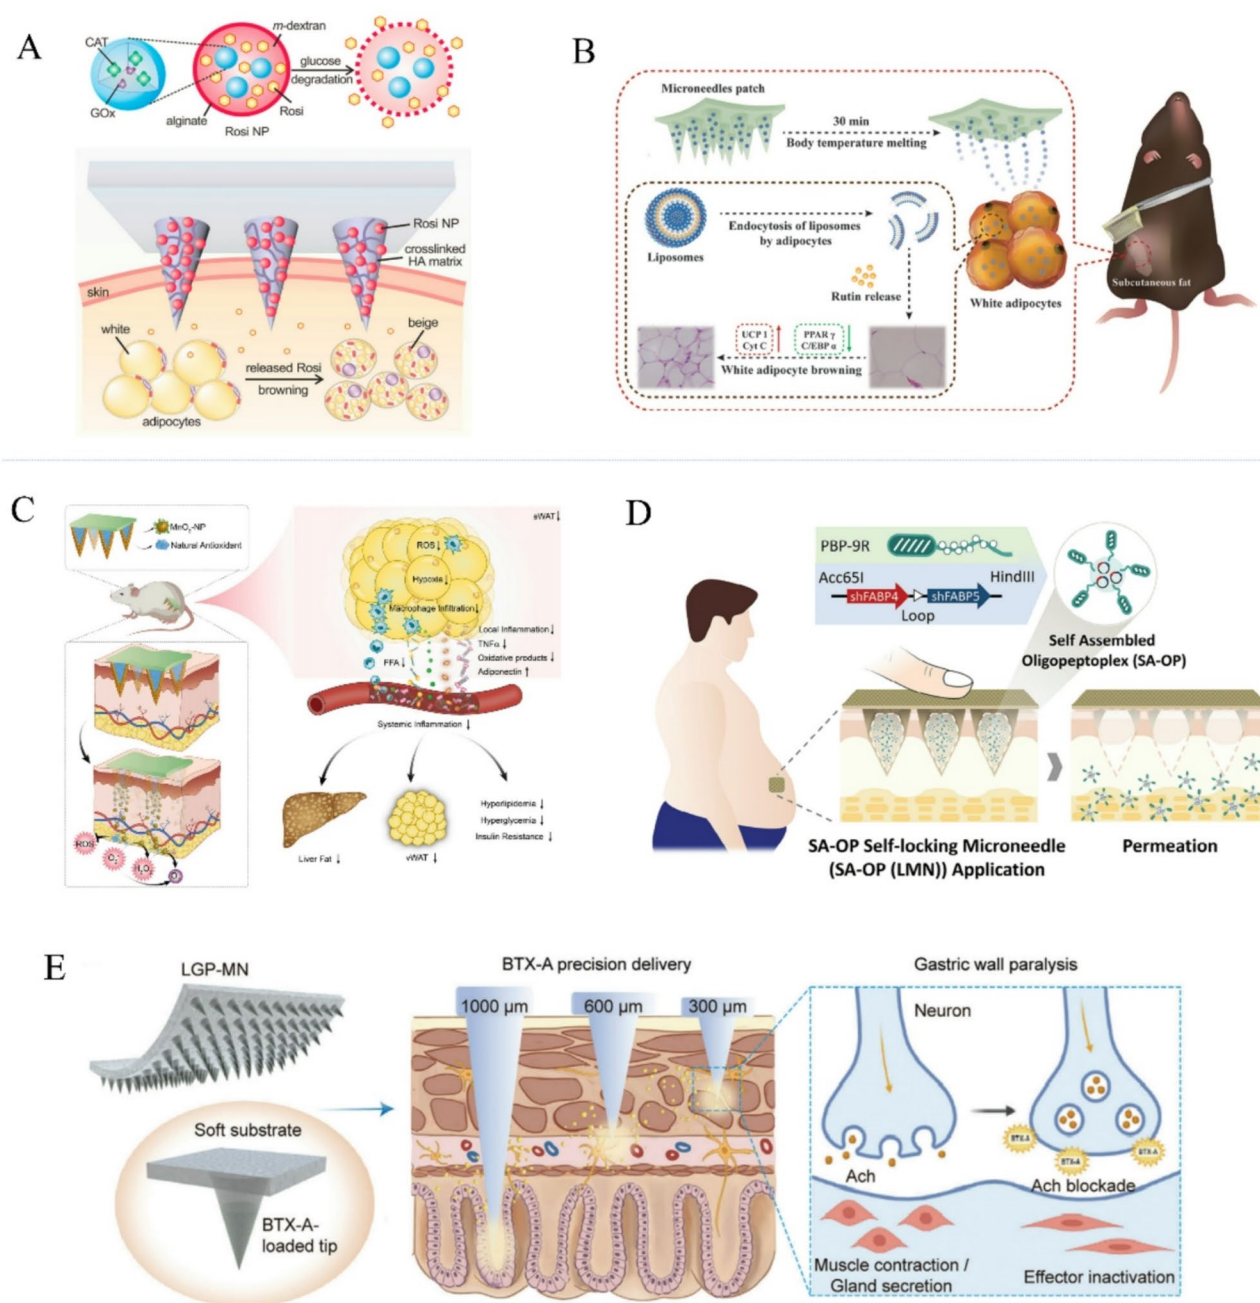 A
CAT
GOx
m-dextran
glucose
degradation
alginate
Rosi
Rosi NP
Rosi NP
crosslinked
HA matrix
skin
white
beige
released Rosi
browning
adipocytes
B
Microneedles patch
30 min
Body temperature melting
Endocytosis of liposomes
by adipocytes
Liposomes
Rutin release
White adipocytes
Subcutaneous fat
UCP 1
Cyt C
PPAR γ
C/EBP α
White adipocyte browning
C
MnO2-NP
Natural Antioxidant
sWAT↓
ROS↓
Hypoxia↓
Macrophage Infiltration↓
Local Inflammation↓
TNFα ↓
FFA↓
Oxidative products ↓
Adiponectin ↑
Systemic Inflammation ↓
ROS
O2-
H2O2
O2
Liver Fat ↓
vWAT ↓
Hyperlipidemia ↓
Hyperglycemia ↓
Insulin Resistance ↓
D
PBP-9R
Acc65I
HindIII
shFABP4
shFABP5
Loop
Self Assembled
Oligopeptoplex (SA-OP)
SA-OP Self-locking Microneedle
(SA-OP (LMN)) Application
Permeation
E
LGP-MN
Soft substrate
BTX-A-
loaded tip
BTX-A precision delivery
1000 μm
600 μm
300 μm
Gastric wall paralysis
Neuron
Ach
BTX-A
BTX-A
BTX-A
Ach blockade
Muscle contraction /
Gland secretion
Effector inactivation